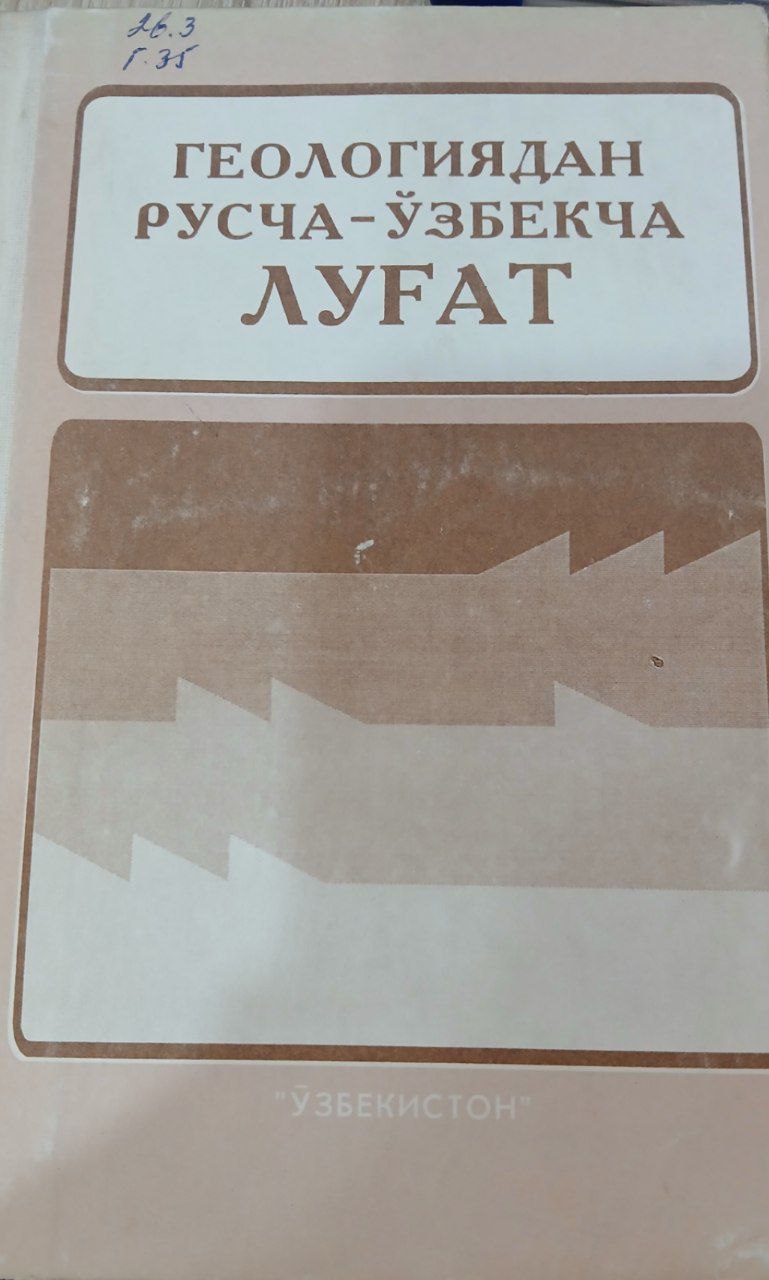 26.3
Г.35
ГЕОЛОГИЯДАН
РУСЧА-ЎЗБЕКЧА
ЛУҒАТ
"ЎЗБЕКИСТОН"